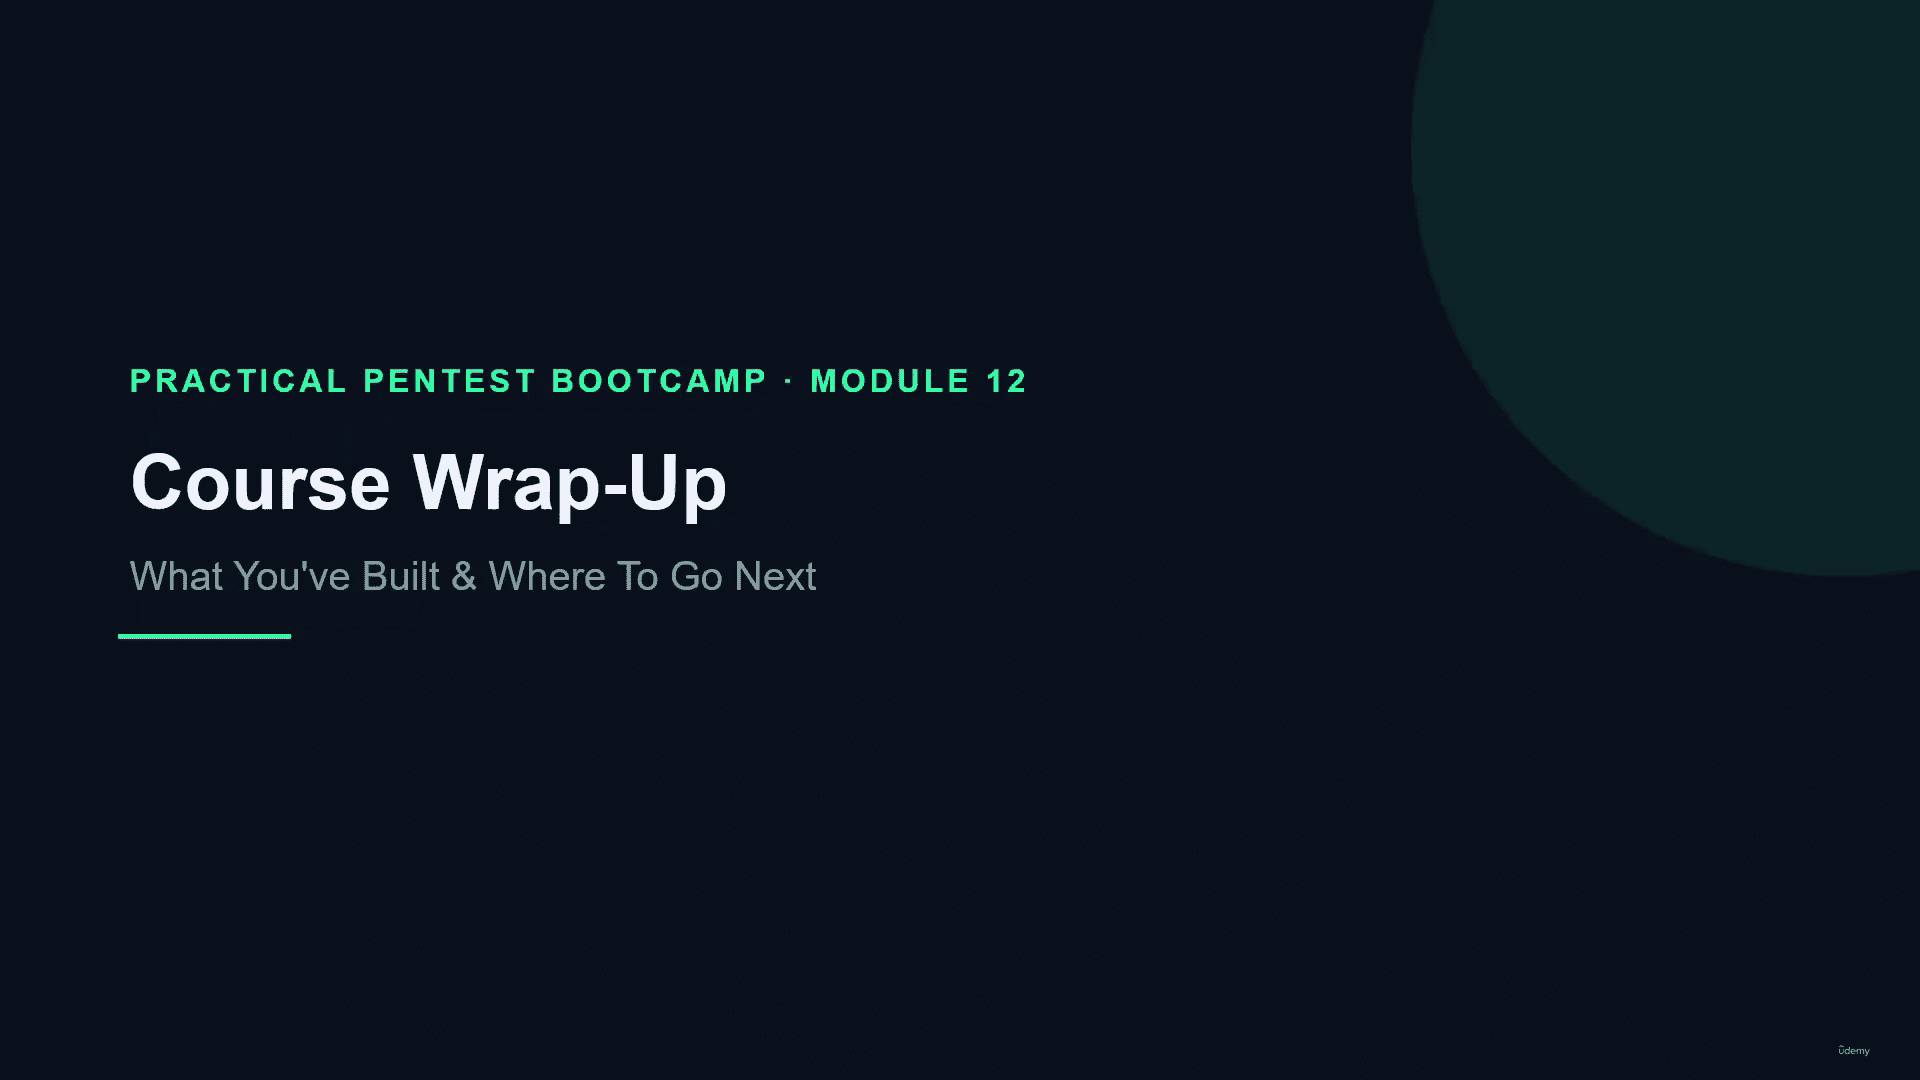 PRACTICAL PENTEST BOOTCAMP · MODULE 12
Course Wrap-Up
What You've Built & Where To Go Next
udemy